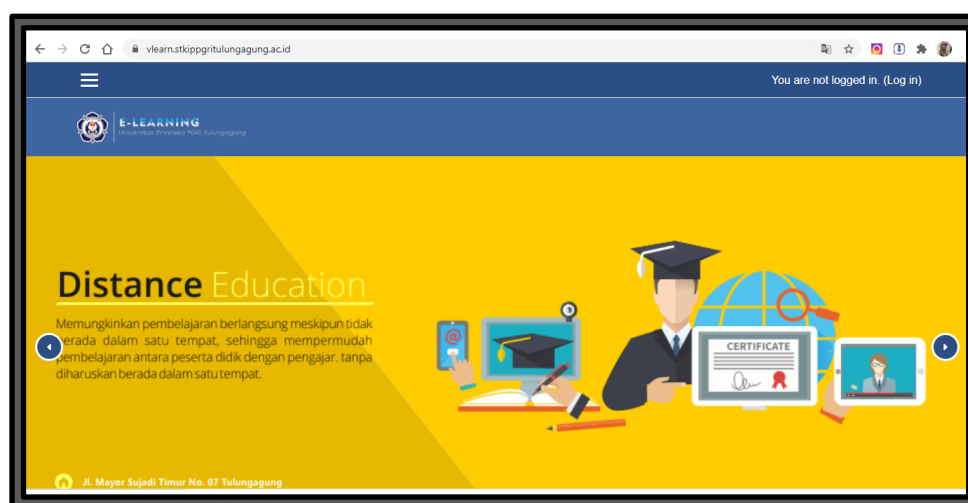 vlearn.stkippgritulungagung.ac.id
You are not logged in. (Log in)
E-LEARNING
Universitas Bhinneka PGRI Tulungagung
Distance Education
Memungkinkan pembelajaran berlangsung meskipun tidak
berada dalam satu tempat, sehingga mempermudah
pembelajaran antara peserta didik dengan pengajar. tanpa
diharuskan berada dalam satu tempat.
@
CERTIFICATE
Jl. Mayor Sujadi Timur No. 07 Tulungagung